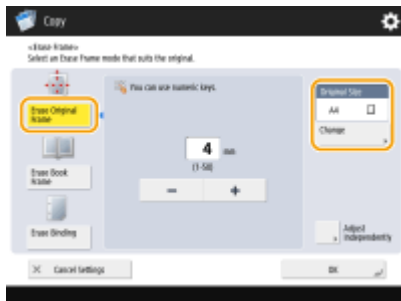 Copy
<Erase Frame>
Select an Erase Frame mode that suits the original.
You can use numeric keys.
Erase Original
Frame
Erase Book
Frame
Erase Binding
4 mm
(1-50)
−
+
Original Size
A4
Change
Adjust
Independently
× Cancel Settings
OK